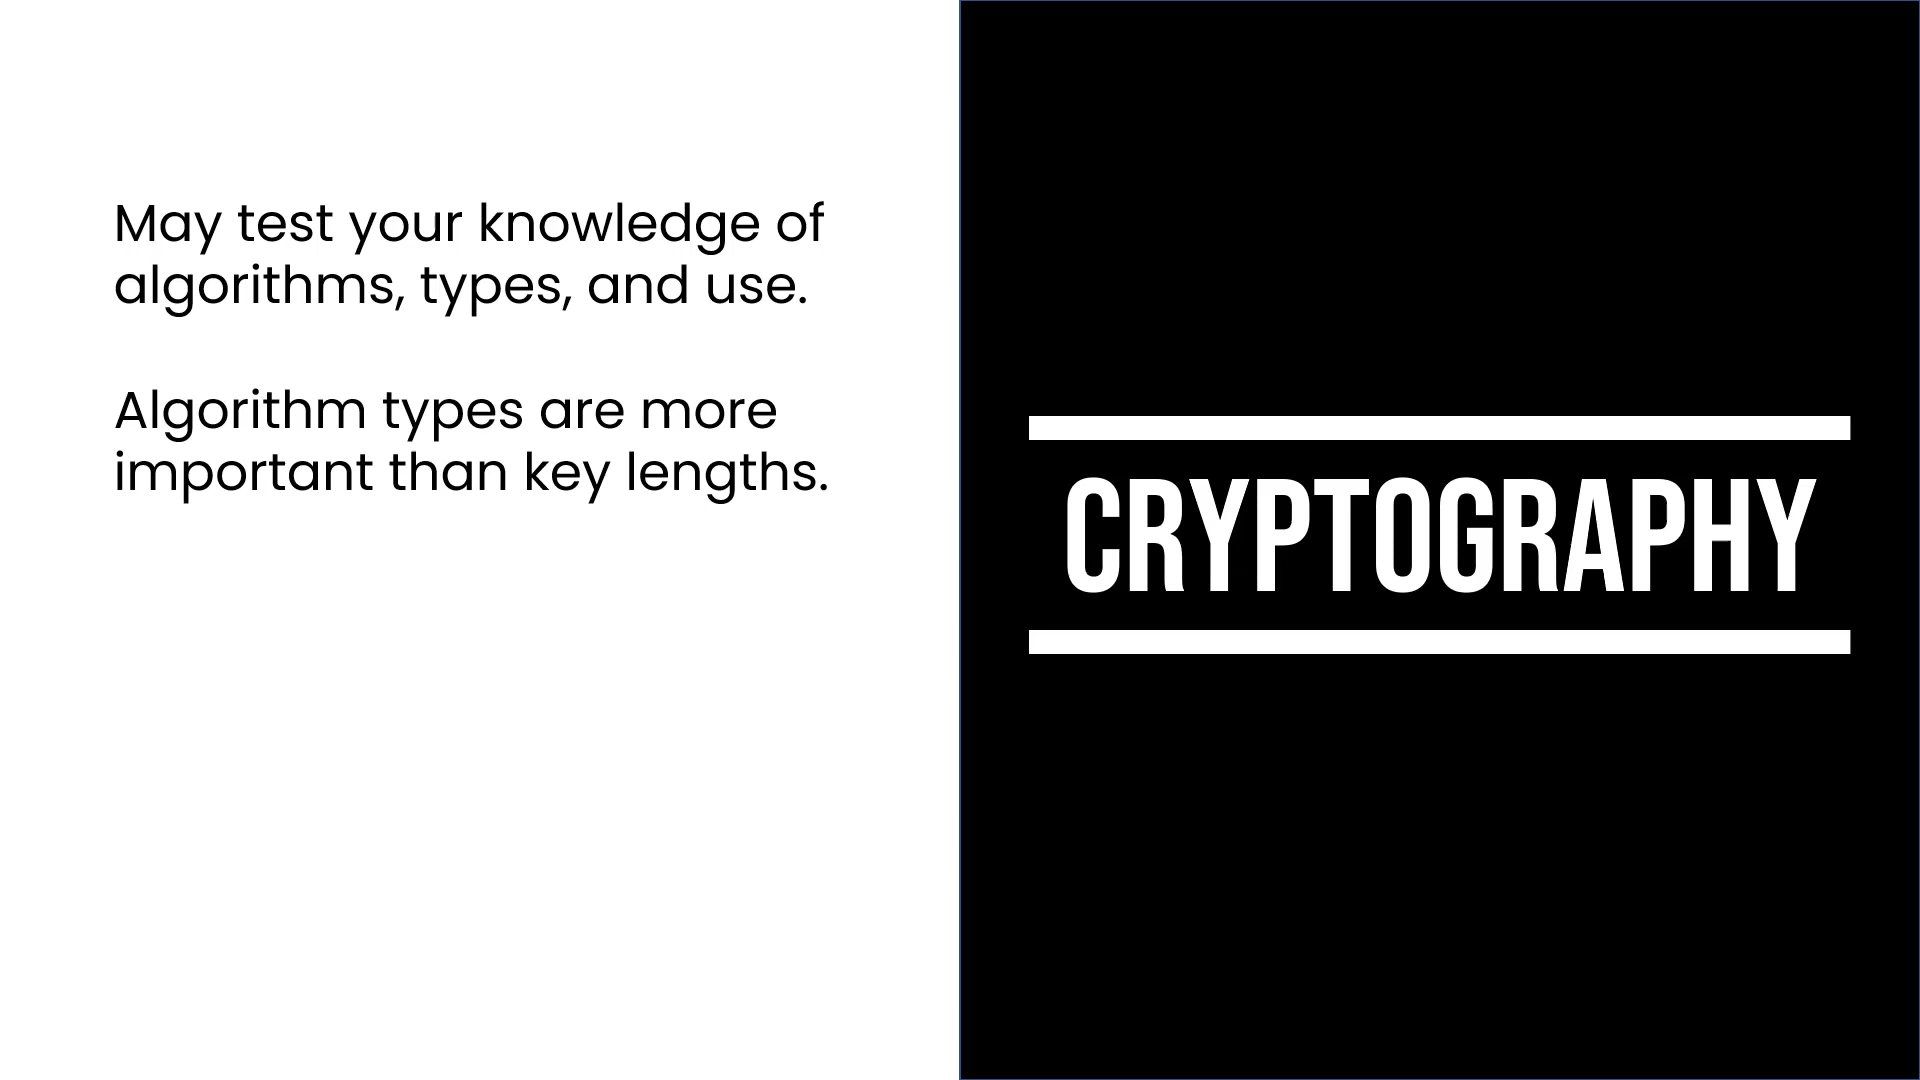 May test your knowledge of
algorithms, types, and use.
Algorithm types are more
important than key lengths.
CRYPTOGRAPHY